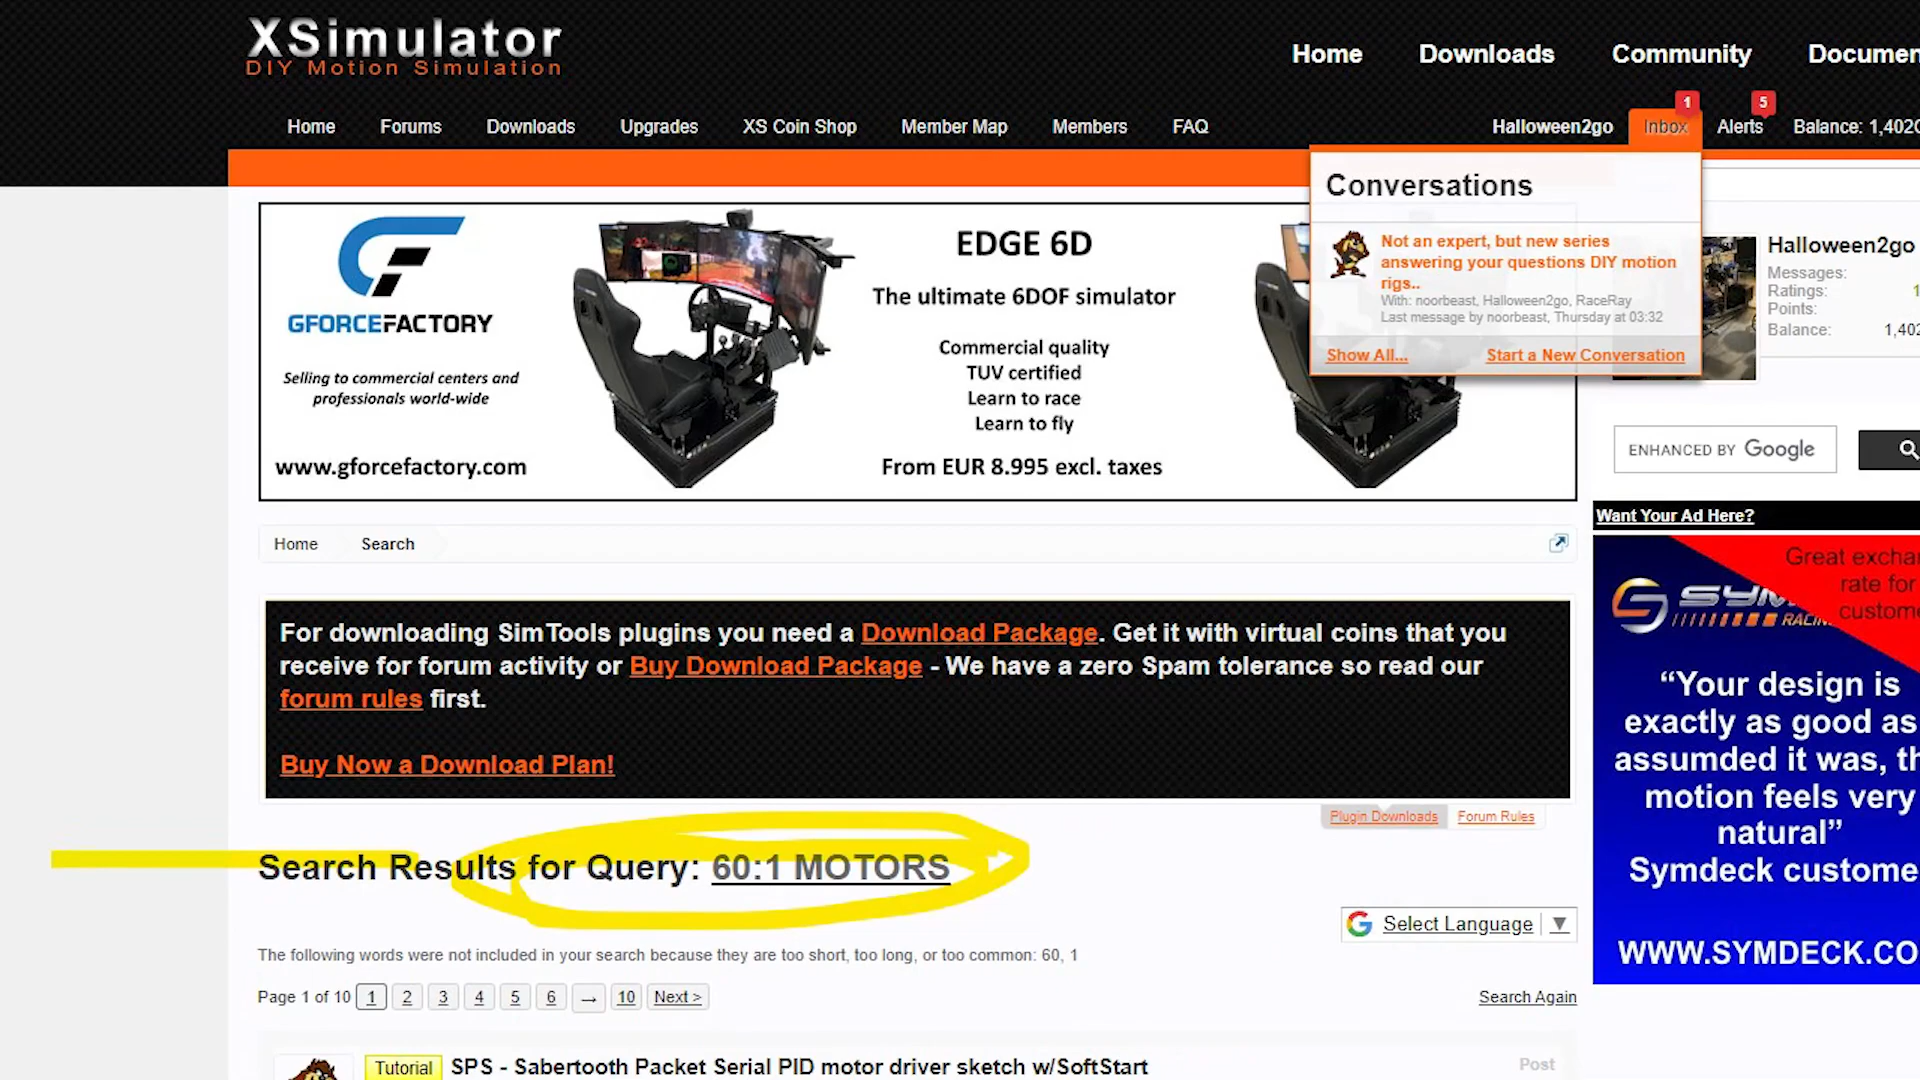 XSimulator
DIY Motion Simulation
Home Downloads Community
Home Forums Downloads Upgrades XS Coin Shop Member Map Members FAQ
Halloween2go Inbox 1 Alerts 5 Balance: 1,402
Conversations
Not an expert, but new series
answering your questions DIY motion
rigs..
With: noorbeast, Halloween2go, RaceRay
Last message by noorbeast, Thursday at 03:32
Show All... Start a New Conversation
Halloween2go
Messages:
Ratings:
Points:
Balance: 1,402
GF
GFORCEFACTORY
Selling to commercial centers and
professionals world-wide
www.gforcefactory.com
EDGE 6D
The ultimate 6DOF simulator
Commercial quality
TUV certified
Learn to race
Learn to fly
From EUR 8.995 excl. taxes
ENHANCED BY Google
Want Your Ad Here?
Great
rate for
SYM
“Your design is
exactly as good as
assumded it was,
motion feels very
natural”
Symdeck
WWW.SYMDECK.CO
Home Search
For downloading SimTools plugins you need a Download Package. Get it with virtual coins that you
receive for forum activity or Buy Download Package - We have a zero Spam tolerance so read our
forum rules first.
Buy Now a Download Plan!
Plugin Downloads Forum Rules
Search Results for Query: 60:1 MOTORS
Select Language ▼
The following words were not included in your search because they are too short, too long, or too common: 60, 1
Page 1 of 10 1 2 3 4 5 6 → 10 Next >
Search Again
Tutorial SPS - Sabertooth Packet Serial PID motor driver sketch w/SoftStart
Post